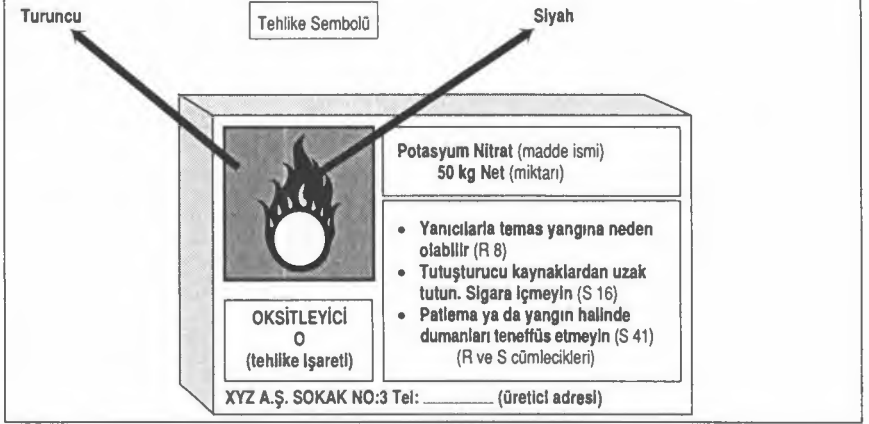 Turuncu
Tehlike Sembolü
Siyah
Potasyum Nitrat (madde ismi)
50 kg Net (miktarı)
• Yanıcılarla temas yangına neden
olabilir (R 8)
• Tutuşturucu kaynaklardan uzak
tutun. Sigara içmeyin (S 16)
• Patlema ya da yangın halinde
dumanları teneffüs etmeyin (S 41)
(R ve S cümlecikleri)
OKSİTLEYİCİ
O
(tehlike işareti)
XYZ A.Ş. SOKAK NO:3 Tel: ________ (üretici adresi)